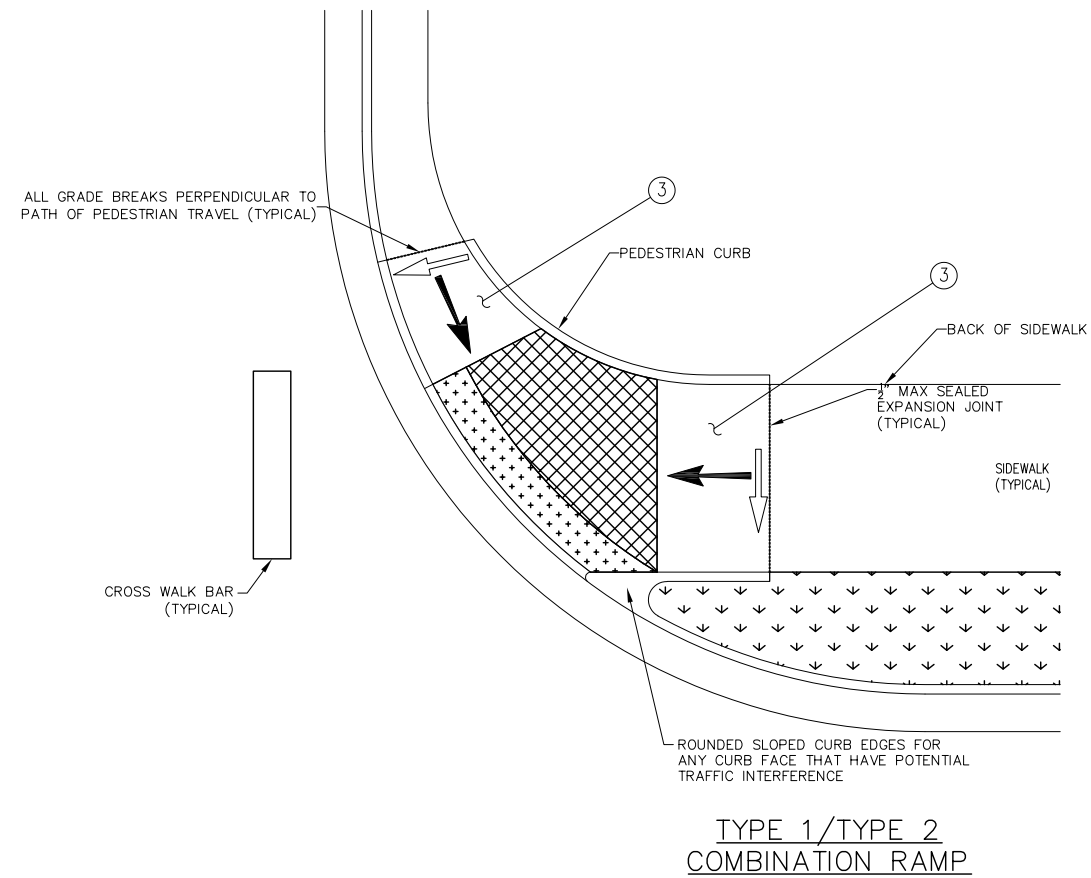 ALL GRADE BREAKS PERPENDICULAR TO
PATH OF PEDESTRIAN TRAVEL (TYPICAL)
3
PEDESTRIAN CURB
3
BACK OF SIDEWALK
1/2" MAX SEALED
EXPANSION JOINT
(TYPICAL)
SIDEWALK
(TYPICAL)
CROSS WALK BAR
(TYPICAL)
ROUNDED SLOPED CURB EDGES FOR
ANY CURB FACE THAT HAVE POTENTIAL
TRAFFIC INTERFERENCE
TYPE 1/TYPE 2
COMBINATION RAMP